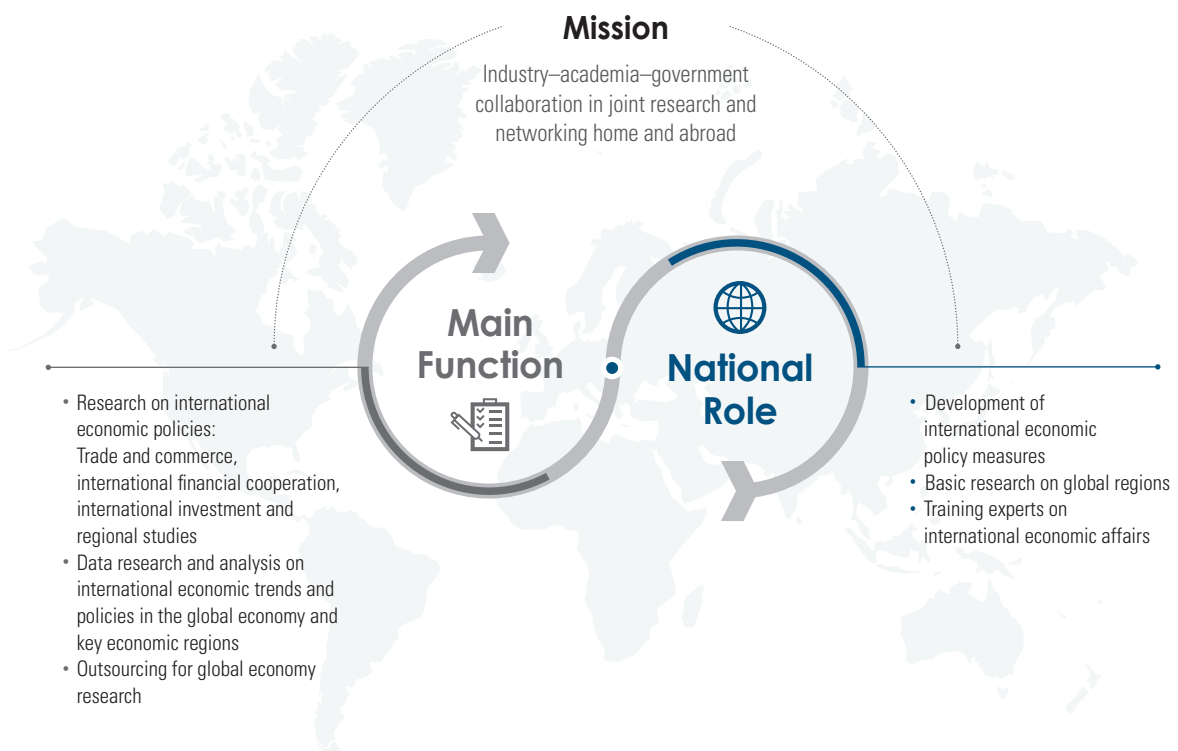 Mission
Industry–academia–government
collaboration in joint research and
networking home and abroad
Main
Function
National
Role
• Research on international
economic policies:
Trade and commerce,
international financial cooperation,
international investment and
regional studies
• Data research and analysis on
international economic trends and
policies in the global economy and
key economic regions
• Outsourcing for global economy
research
• Development of
international economic
policy measures
• Basic research on global regions
• Training experts on
international economic affairs